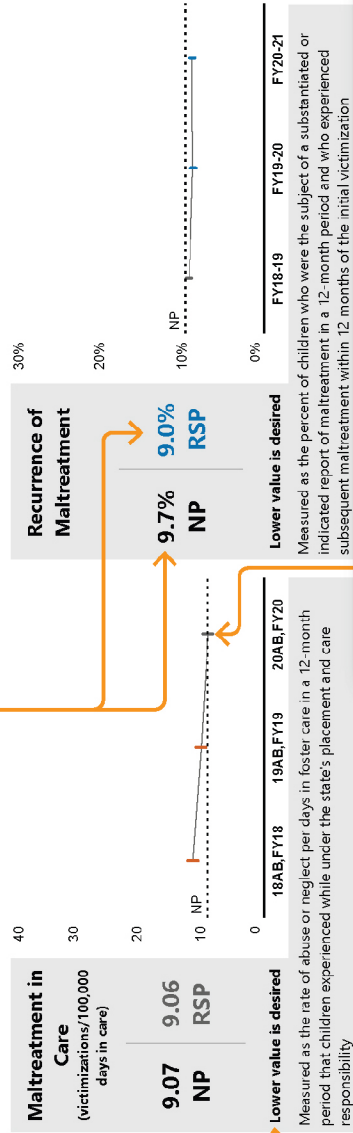 Maltreatment in
Care
(victimizations/100,000
days in care)
9.07
NP
9.06
RSP
Lower value is desired
40
30
20
10
0
NP
18AB,FY18
19AB,FY19
20AB,FY20
Measured as the rate of abuse or neglect per days in foster care in a 12-month
period that children experienced while under the state's placement and care
responsibility
Recurrence of
Maltreatment
9.7%
NP
9.0%
RSP
Lower value is desired
30%
20%
10%
0%
NP
FY18-19
FY19-20
FY20-21
Measured as the percent of children who were the subject of a substantiated or
indicated report of maltreatment in a 12-month period and who experienced
subsequent maltreatment within 12 months of the initial victimization